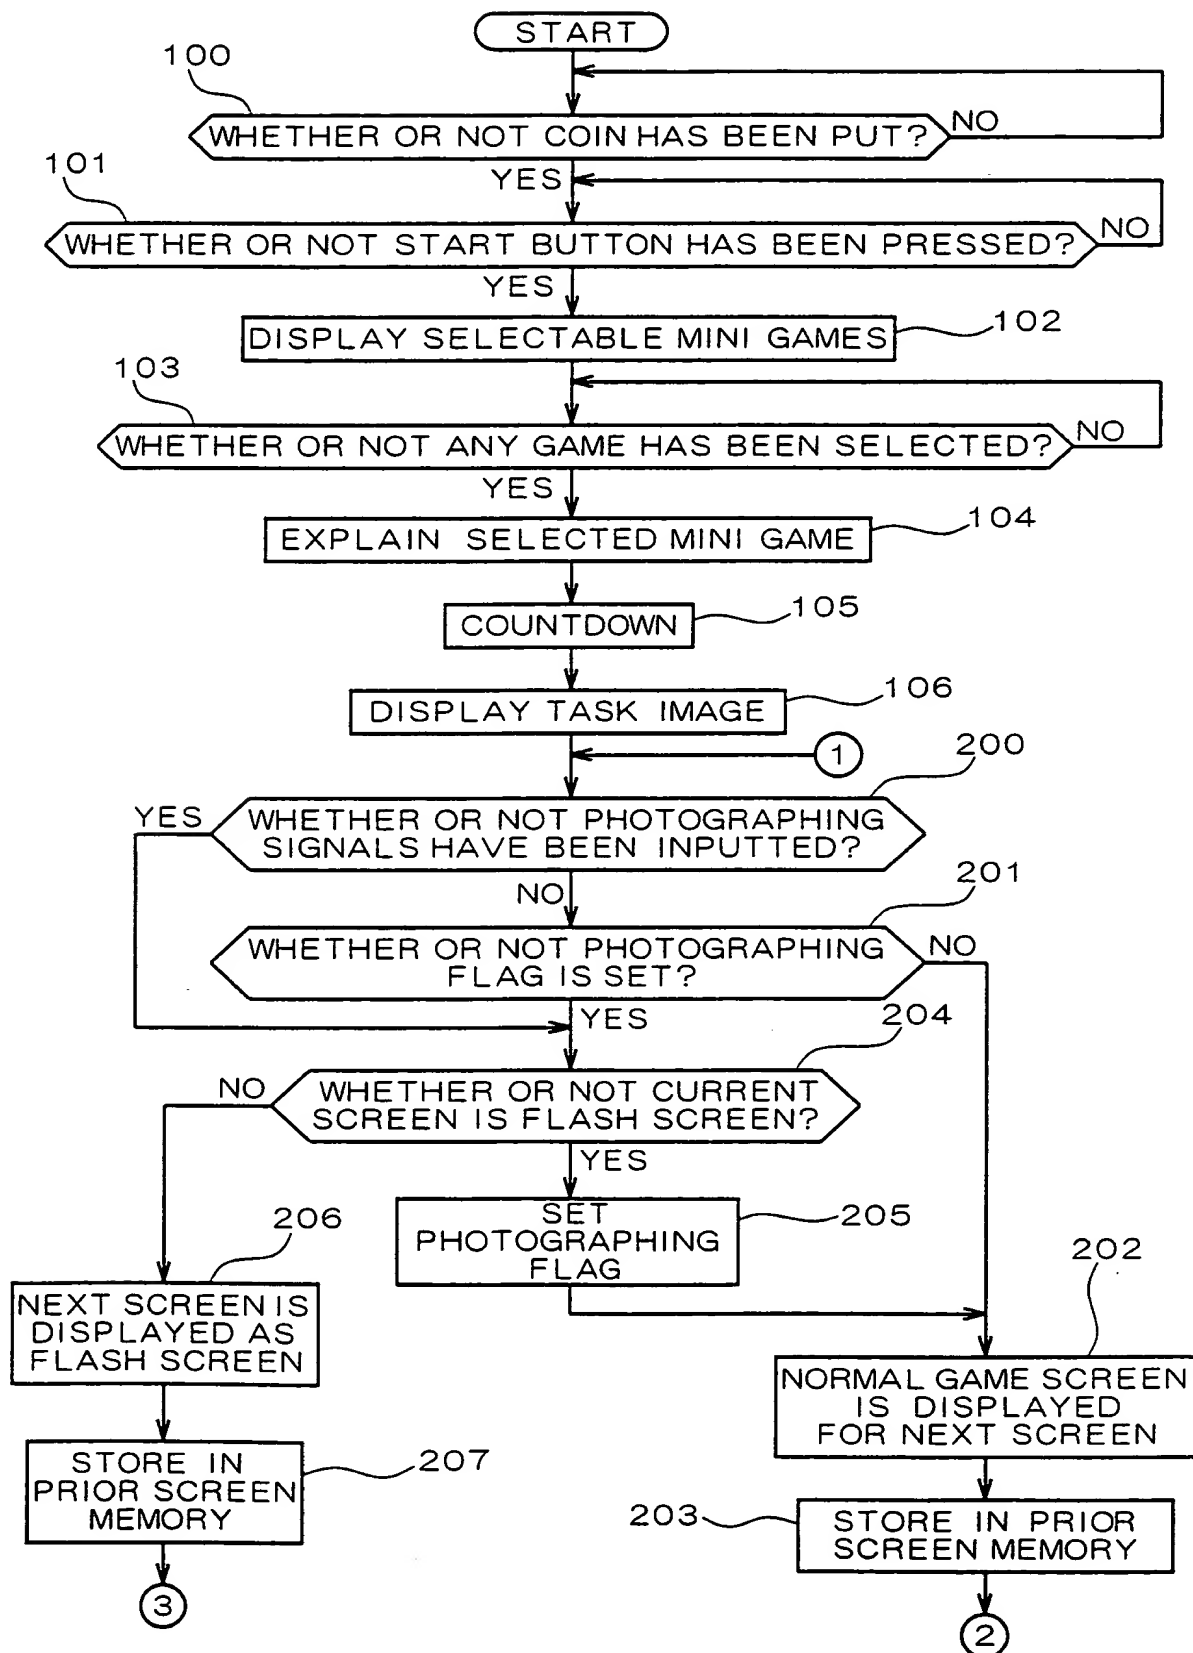 START
100
WHETHER OR NOT COIN HAS BEEN PUT?
NO
YES
101
WHETHER OR NOT START BUTTON HAS BEEN PRESSED?
NO
YES
102
DISPLAY SELECTABLE MINI GAMES
103
WHETHER OR NOT ANY GAME HAS BEEN SELECTED?
NO
YES
104
EXPLAIN SELECTED MINI GAME
105
COUNTDOWN
106
DISPLAY TASK IMAGE
1
200
YES
WHETHER OR NOT PHOTOGRAPHING
SIGNALS HAVE BEEN INPUTTED?
NO
201
WHETHER OR NOT PHOTOGRAPHING
FLAG IS SET?
NO
YES
204
NO
WHETHER OR NOT CURRENT
SCREEN IS FLASH SCREEN?
YES
SET
PHOTOGRAPHING
FLAG
205
206
NEXT SCREEN IS
DISPLAYED AS
FLASH SCREEN
202
NORMAL GAME SCREEN
IS DISPLAYED
FOR NEXT SCREEN
STORE IN
PRIOR SCREEN
MEMORY
207
203
STORE IN PRIOR
SCREEN MEMORY
3
2